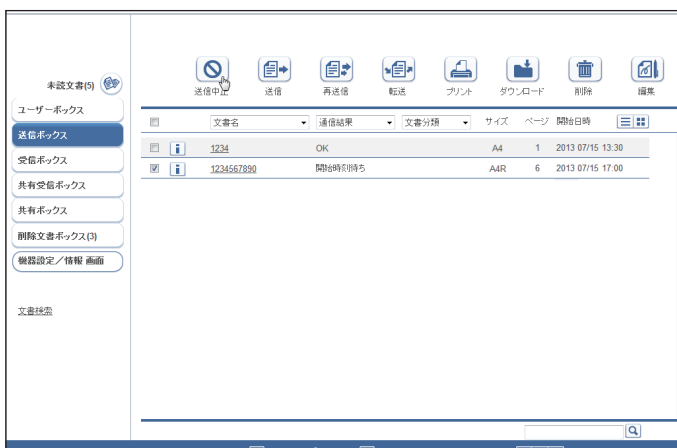 未読文書(5)
送信中止 送信 再送信 転送 プリント ダウンロード 削除 編集
ユーザーボックス
送信ボックス
受信ボックス
共有受信ボックス
共有ボックス
削除文書ボックス(3)
機器設定/情報 画面
文書検索
文書名 通信結果 文書分類 サイズ ページ 開始日時
1234 OK A4 1 2013 07/15 13:30
1234567890 開始時刻待ち A4R 6 2013 07/15 17:00